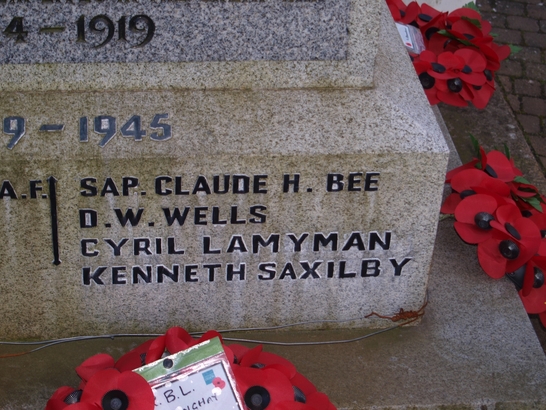 4-1919
9-1945
A.F.
SAP. CLAUDE H. BEE
D.W. WELLS
CYRIL LAMYMAN
KENNETH SAXILBY
. B.L.